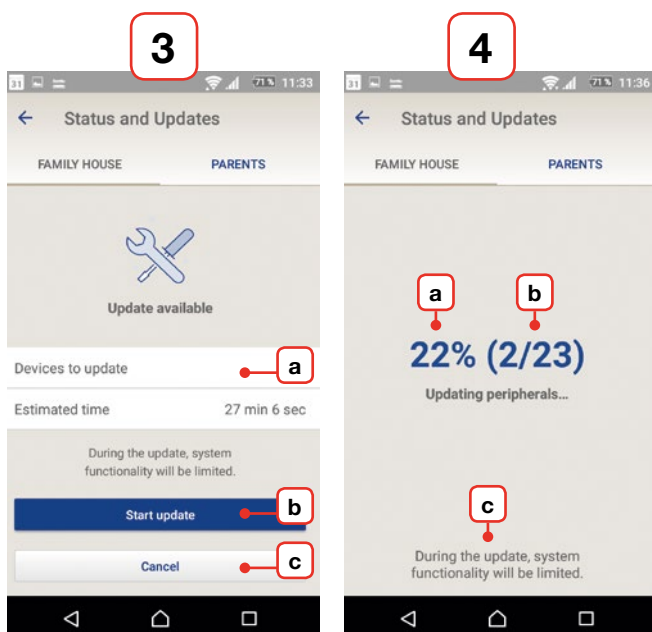 3
31 71% 11:33
← Status and Updates
FAMILY HOUSE PARENTS
Update available
Devices to update a
Estimated time 27 min 6 sec
During the update, system
functionality will be limited.
Start update b
Cancel c
4
31 71% 11:36
← Status and Updates
FAMILY HOUSE PARENTS
a b
22% (2/23)
Updating peripherals...
c
During the update, system
functionality will be limited.